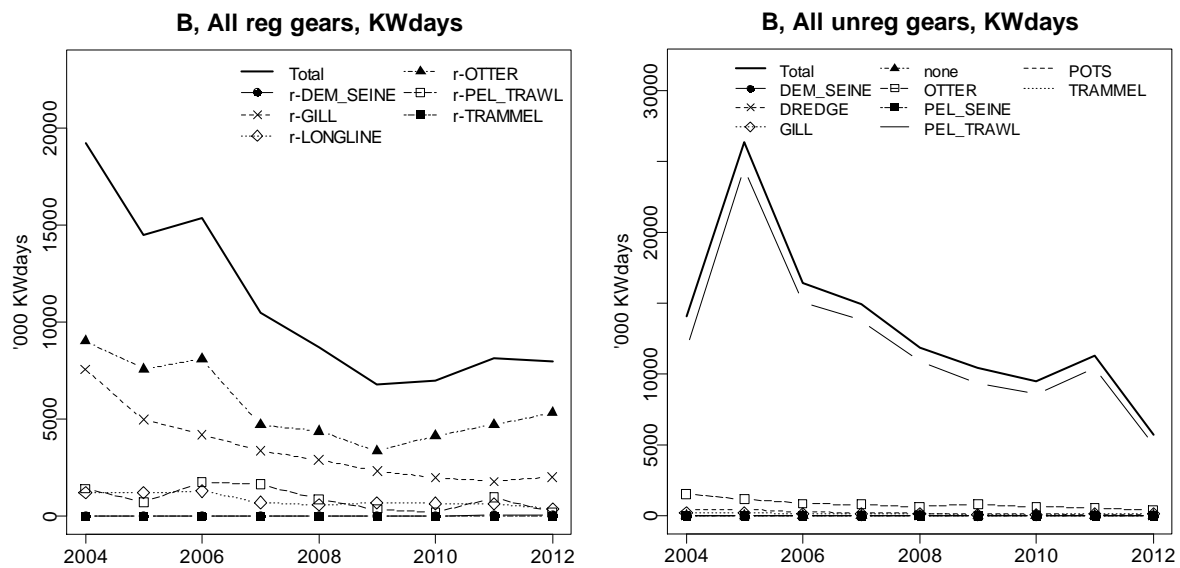 B, All reg gears, KWdays
Total
r-DEM_SEINE
r-GILL
r-LONGLINE
r-OTTER
r-PEL_TRAWL
r-TRAMMEL
'000 KWdays
0
5000
10000
15000
20000
2004
2006
2008
2010
2012
B, All unreg gears, KWdays
Total
DEM_SEINE
DREDGE
GILL
none
OTTER
PEL_SEINE
PEL_TRAWL
POTS
TRAMMEL
'000 KWdays
0
5000
10000
20000
30000
2004
2006
2008
2010
2012